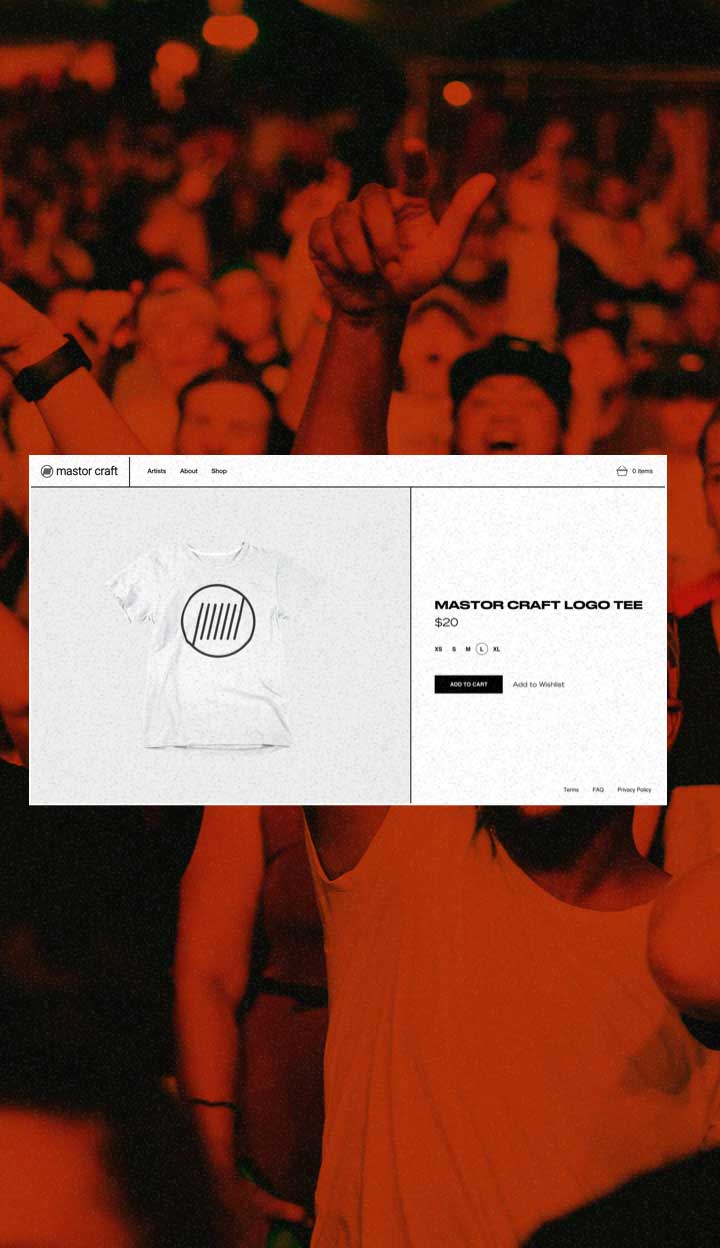 mastor craft Artists About Shop 0 items
MASTOR CRAFT LOGO TEE
$20
XS S M L XL
ADD TO CART Add to Wishlist
Terms FAQ Privacy Policy